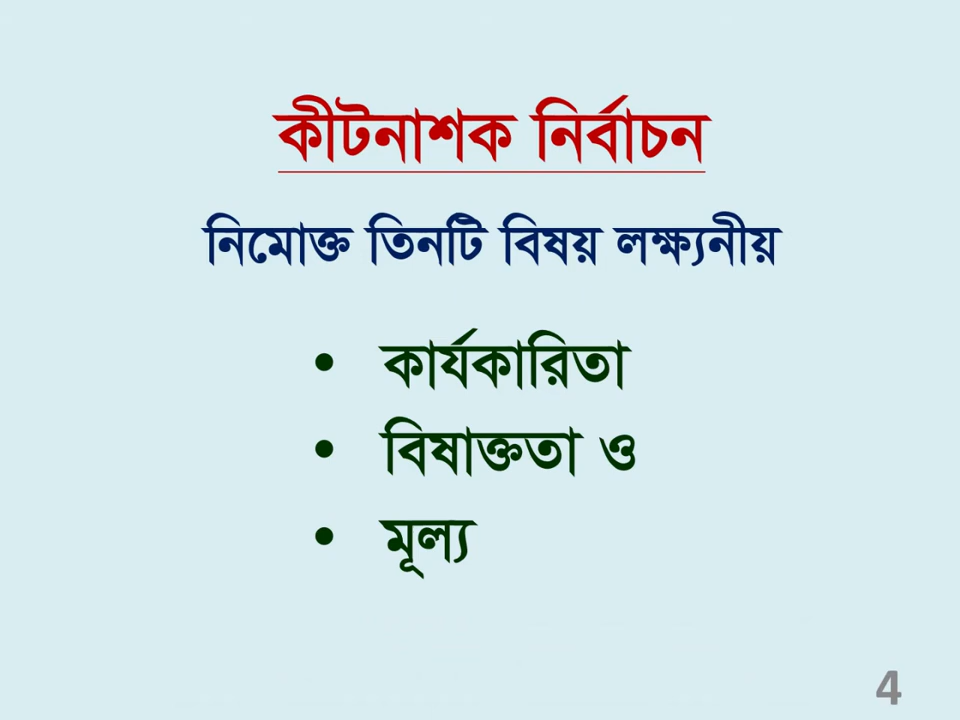 কীটনাশক নির্বাচন
নিমোক্ত তিনটি বিষয় লক্ষ্যনীয়
• কার্যকারিতা
• বিষাক্ততা ও
• মূল্য
4